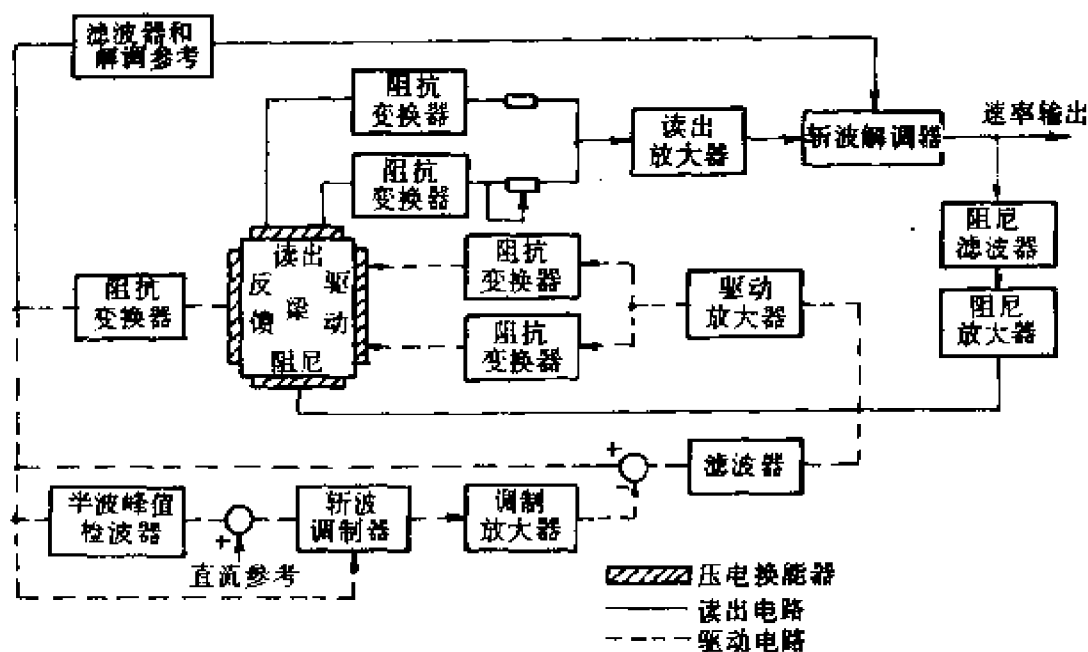 滤波器和
解调参考
阻抗
变换器
阻抗
变换器
读出
放大器
斩波解调器
速率输出
阻尼
滤波器
阻尼
放大器
阻抗
变换器
读出
反馈
梁
驱动
阻尼
阻抗
变换器
阻抗
变换器
驱动
放大器
+
-
滤波器
半波峰值
检波器
+
直流参考
斩波
调制器
调制
放大器
压电换能器
读出电路
驱动电路